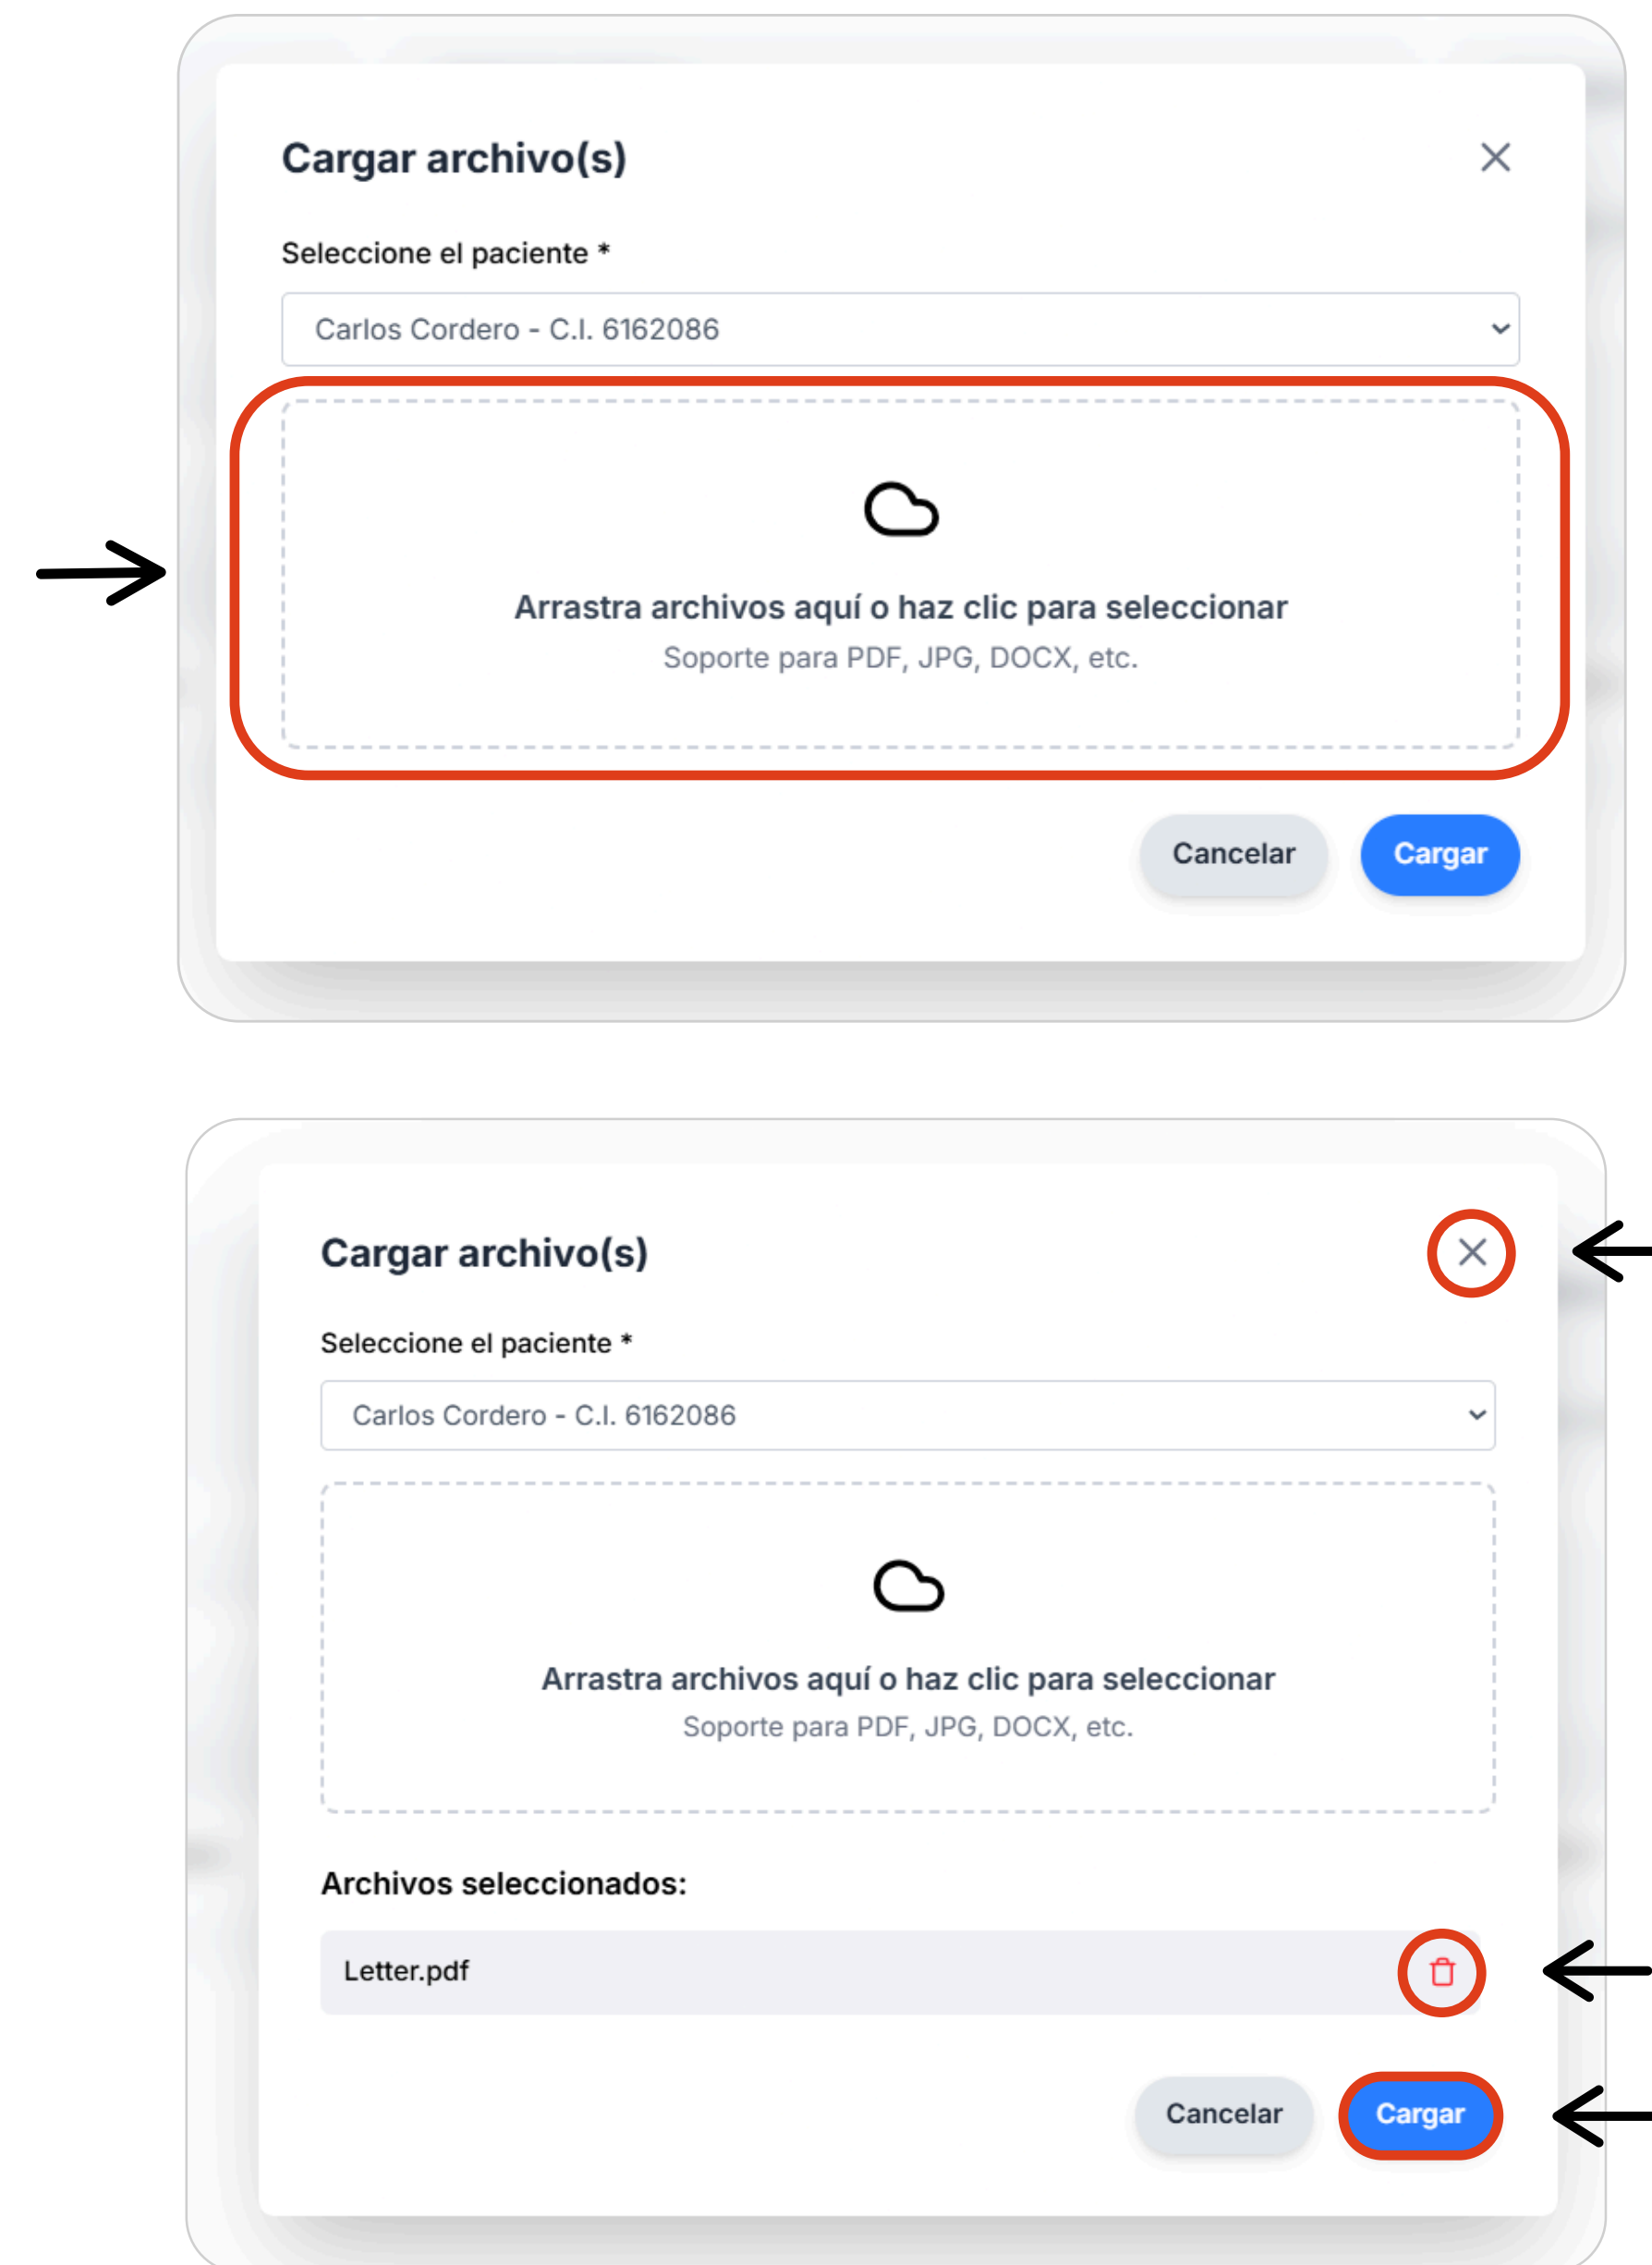 Cargar archivo(s)
Seleccione el paciente *
Carlos Cordero - C.I. 6162086
Arrastra archivos aquí o haz clic para seleccionar
Soporte para PDF, JPG, DOCX, etc.
Cancelar Cargar
Cargar archivo(s)
Seleccione el paciente *
Carlos Cordero - C.I. 6162086
Arrastra archivos aquí o haz clic para seleccionar
Soporte para PDF, JPG, DOCX, etc.
Archivos seleccionados:
Letter.pdf
Cancelar Cargar